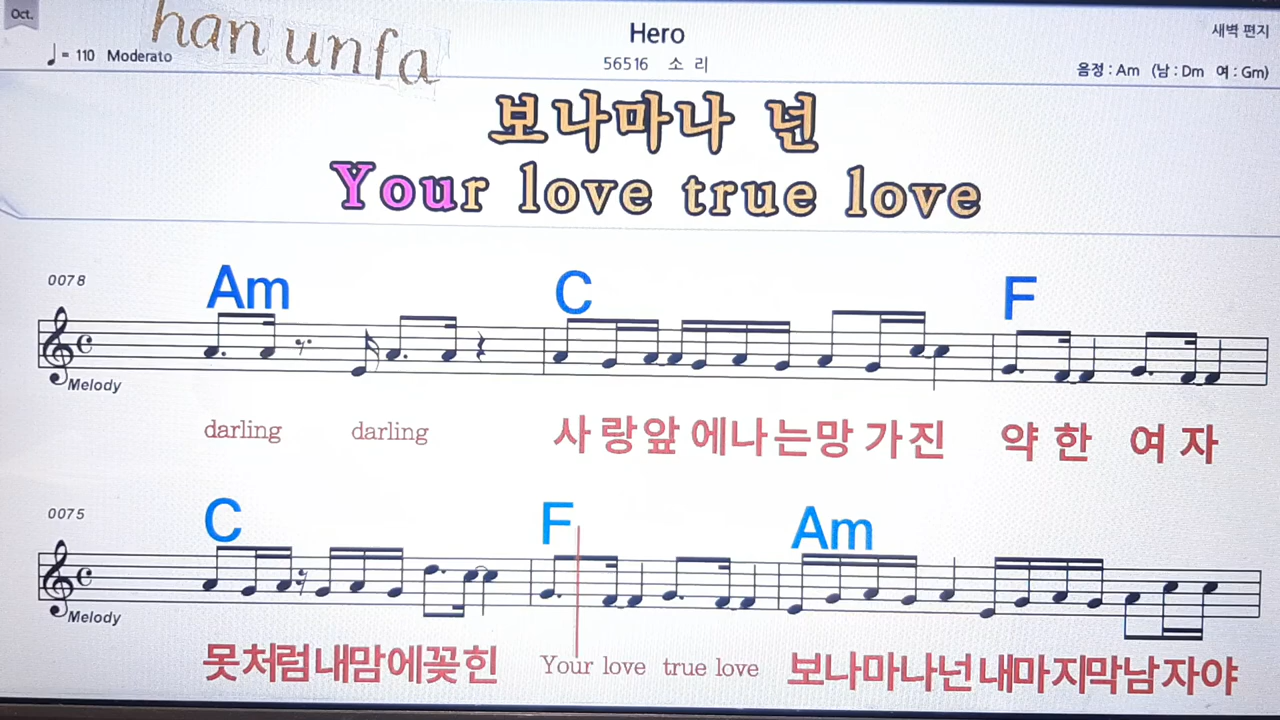 Oct.
han unfa
Hero
새벽 편지
♩= 110 Moderato
56516 소 리
음정 : Am (남 : Dm 여 : Gm)
보나마나 넌
Your love true love
0078
Am C F
Melody
darling darling 사 랑 앞 에 나 는 망 가 진 약 한 여 자
0075
C F Am
Melody
못처럼내맘에꽃힌 Your love true love 보나마나넌내마지막남자야